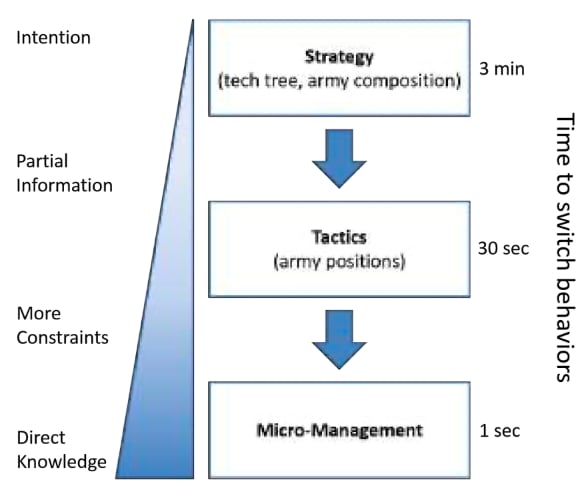 Intention
Strategy
(tech tree, army composition)
3 min
Partial
Information
Tactics
(army positions)
30 sec
More
Constraints
Micro-Management
1 sec
Direct
Knowledge
Time to switch behaviors